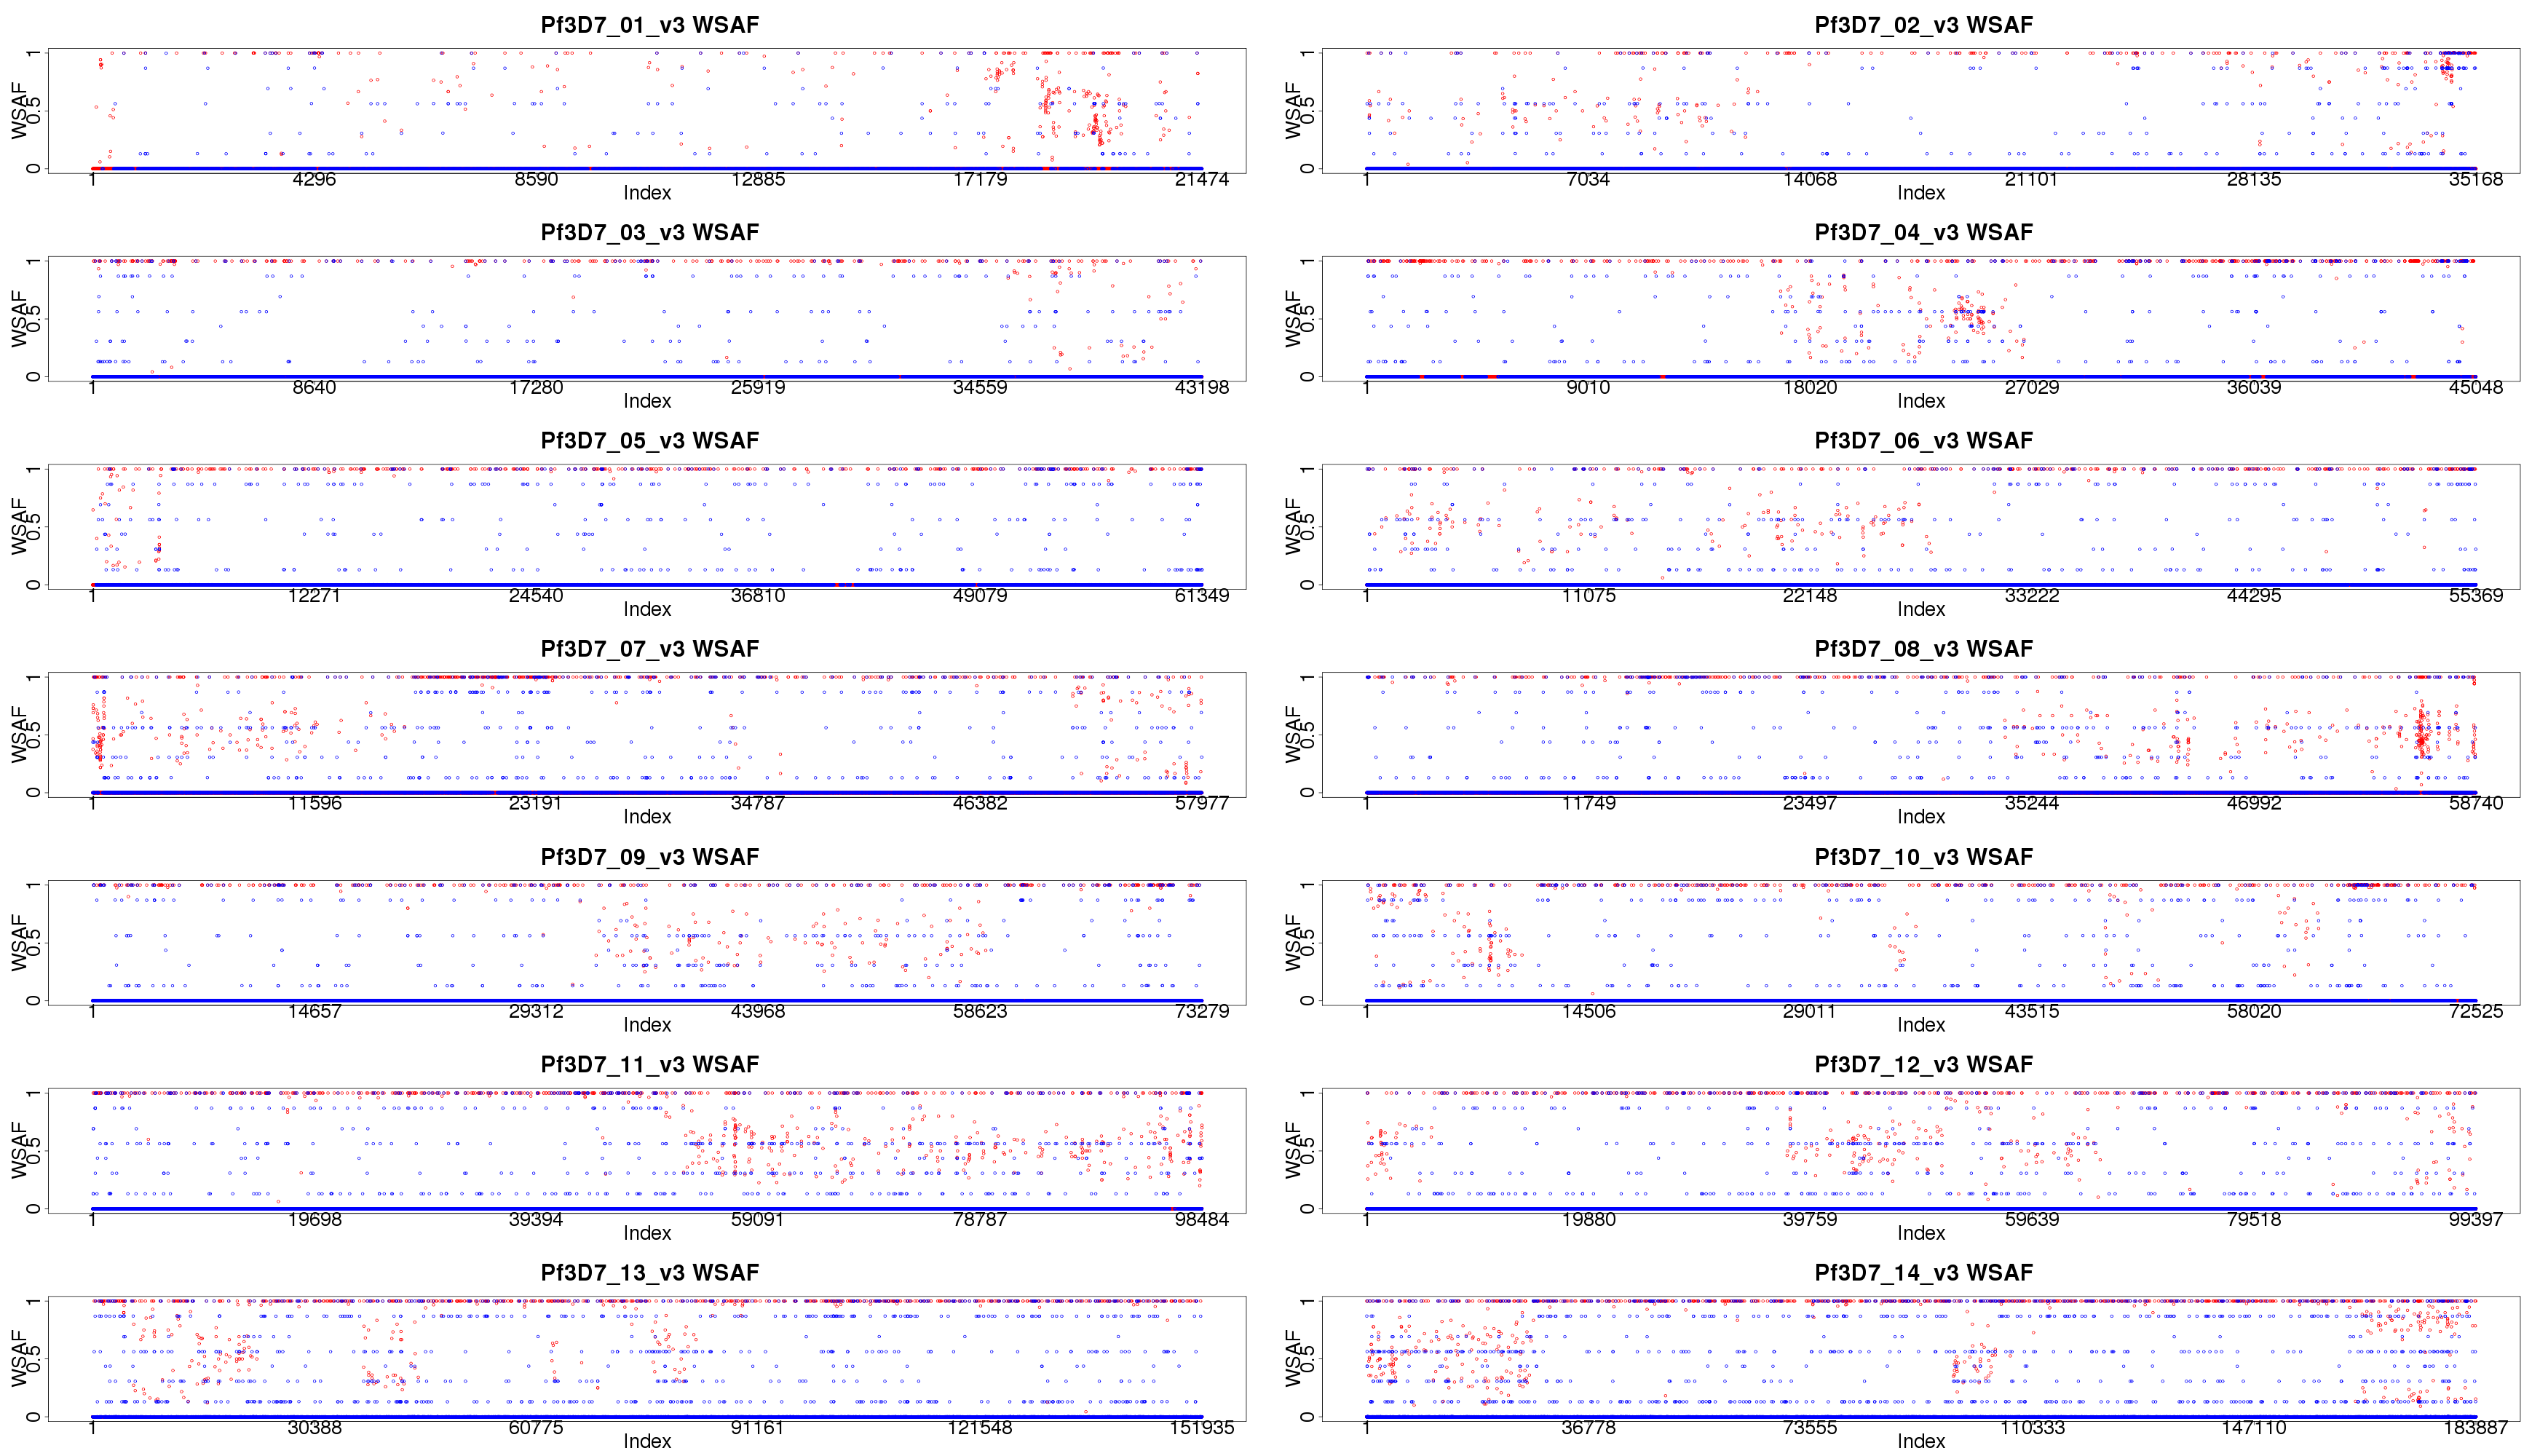 Pf3D7_01_v3 WSAF
WSAF
0 0.5 1
1 4296 8590 12885 17179 21474
Index
Pf3D7_02_v3 WSAF
WSAF
0 0.5 1
1 7034 14068 21101 28135 35168
Index
Pf3D7_03_v3 WSAF
WSAF
0 0.5 1
1 8640 17280 25919 34559 43198
Index
Pf3D7_04_v3 WSAF
WSAF
0 0.5 1
1 9010 18020 27029 36039 45048
Index
Pf3D7_05_v3 WSAF
WSAF
0 0.5 1
1 12271 24540 36810 49079 61349
Index
Pf3D7_06_v3 WSAF
WSAF
0 0.5 1
1 11075 22148 33222 44295 55369
Index
Pf3D7_07_v3 WSAF
WSAF
0 0.5 1
1 11596 23191 34787 46382 57977
Index
Pf3D7_08_v3 WSAF
WSAF
0 0.5 1
1 11749 23497 35244 46992 58740
Index
Pf3D7_09_v3 WSAF
WSAF
0 0.5 1
1 14657 29312 43968 58623 73279
Index
Pf3D7_10_v3 WSAF
WSAF
0 0.5 1
1 14506 29011 43515 58020 72525
Index
Pf3D7_11_v3 WSAF
WSAF
0 0.5 1
1 19698 39394 59091 78787 98484
Index
Pf3D7_12_v3 WSAF
WSAF
0 0.5 1
1 19880 39759 59639 79518 99397
Index
Pf3D7_13_v3 WSAF
WSAF
0 0.5 1
1 30388 60775 91161 121548 151935
Index
Pf3D7_14_v3 WSAF
WSAF
0 0.5 1
1 36778 73555 110333 147110 183887
Index